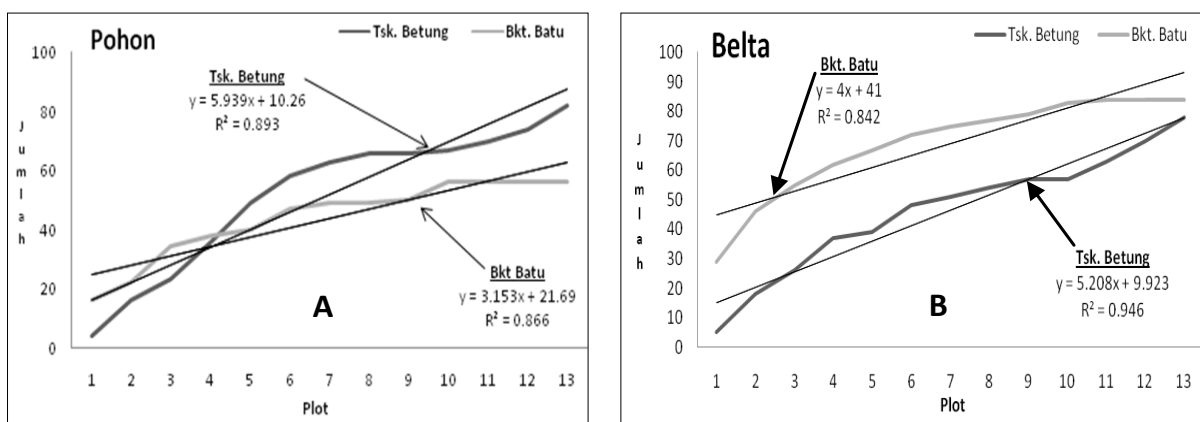 Pohon
Tsk. Betung Bkt. Batu
100
80
60
40
20
0
Jumlah
Tsk. Betung
y = 5.939x + 10.26
R² = 0.893
Bkt Batu
y = 3.153x + 21.69
R² = 0.866
A
1 2 3 4 5 6 7 8 9 10 11 12 13
Plot
Belta
Tsk. Betung Bkt. Batu
100
90
80
70
60
50
40
30
20
10
0
Jumlah
Bkt. Batu
y = 4x + 41
R² = 0.842
Tsk. Betung
y = 5.208x + 9.923
R² = 0.946
B
1 2 3 4 5 6 7 8 9 10 11 12 13
Plot